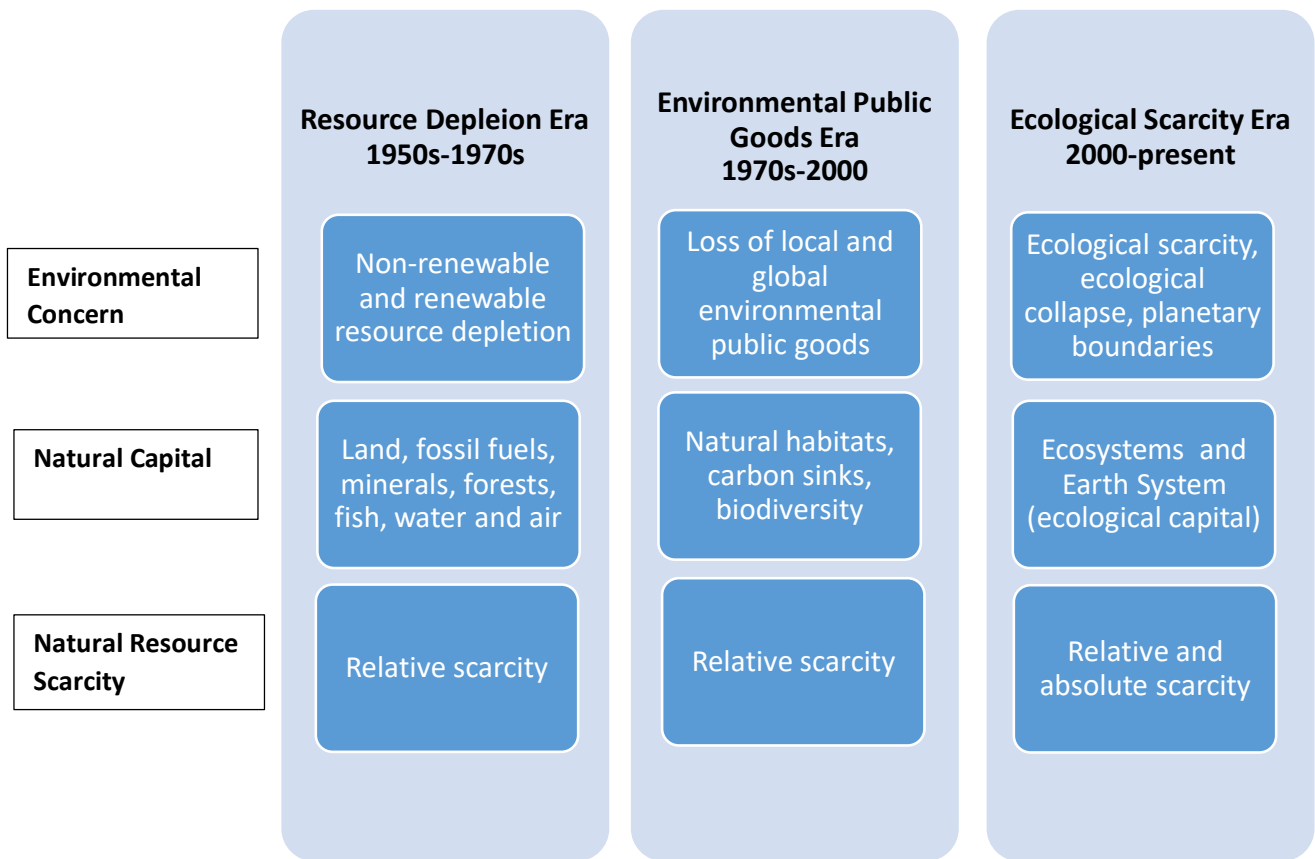 Resource Depleion Era
1950s-1970s
Environmental Public
Goods Era
1970s-2000
Ecological Scarcity Era
2000-present
Environmental
Concern
Non-renewable
and renewable
resource depletion
Loss of local and
global
environmental
public goods
Ecological scarcity,
ecological
collapse, planetary
boundaries
Natural Capital
Land, fossil fuels,
minerals, forests,
fish, water and air
Natural habitats,
carbon sinks,
biodiversity
Ecosystems and
Earth System
(ecological capital)
Natural Resource
Scarcity
Relative scarcity
Relative scarcity
Relative and
absolute scarcity